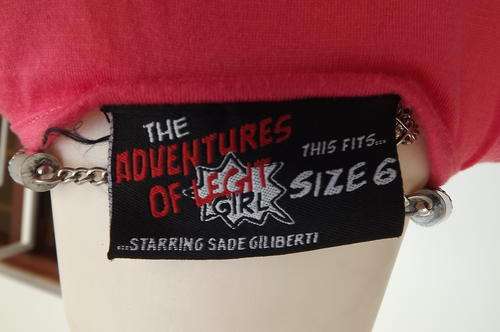 THE
ADVENTURES
OF LEGIT
GIRL
THIS FITS...
SIZE 6
...STARRING SADE GILIBERTI